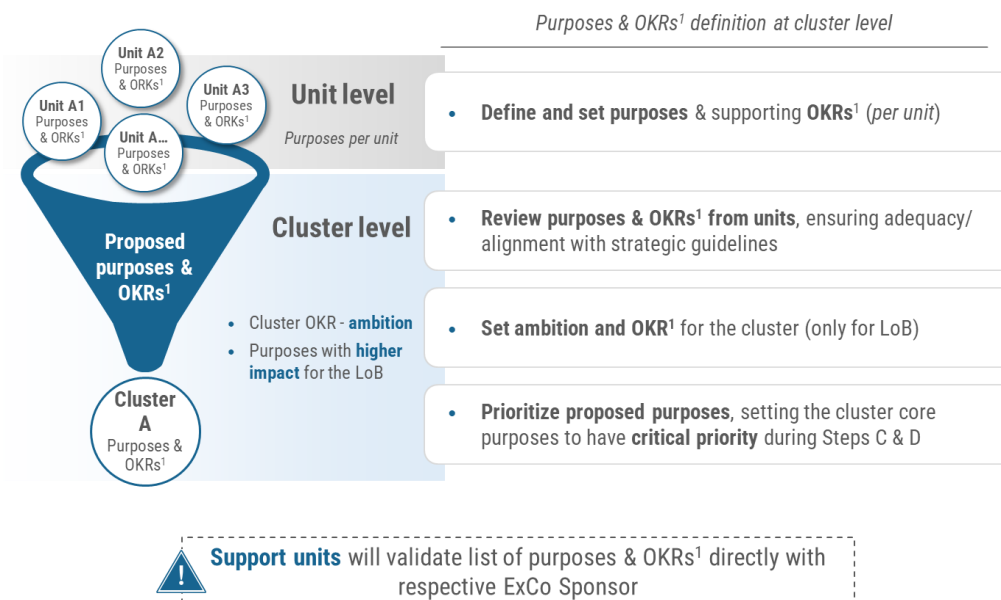 Purposes & OKRs¹ definition at cluster level
Unit A2
Purposes
& ORKs¹
Unit A3
Purposes
& ORKs¹
Unit A1
Purposes
& ORKs¹
Unit A...
Purposes
& ORKs¹
Unit level
Purposes per unit
• Define and set purposes & supporting OKRs¹ (per unit)
Proposed
purposes &
OKRs¹
Cluster level
• Cluster OKR - ambition
• Purposes with higher
impact for the LoB
• Review purposes & OKRs¹ from units, ensuring adequacy/
alignment with strategic guidelines
• Set ambition and OKR¹ for the cluster (only for LoB)
• Prioritize proposed purposes, setting the cluster core
purposes to have critical priority during Steps C & D
Cluster
A
Purposes &
OKRs¹
!
Support units will validate list of purposes & OKRs¹ directly with
respective ExCo Sponsor